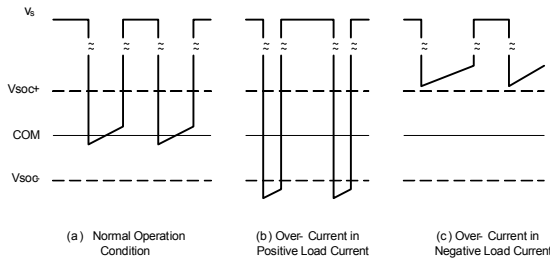 Vs
Vsoc+
COM
Vsoc-
(a) Normal Operation
Condition
(b) Over- Current in
Positive Load Current
(c) Over- Current in
Negative Load Current